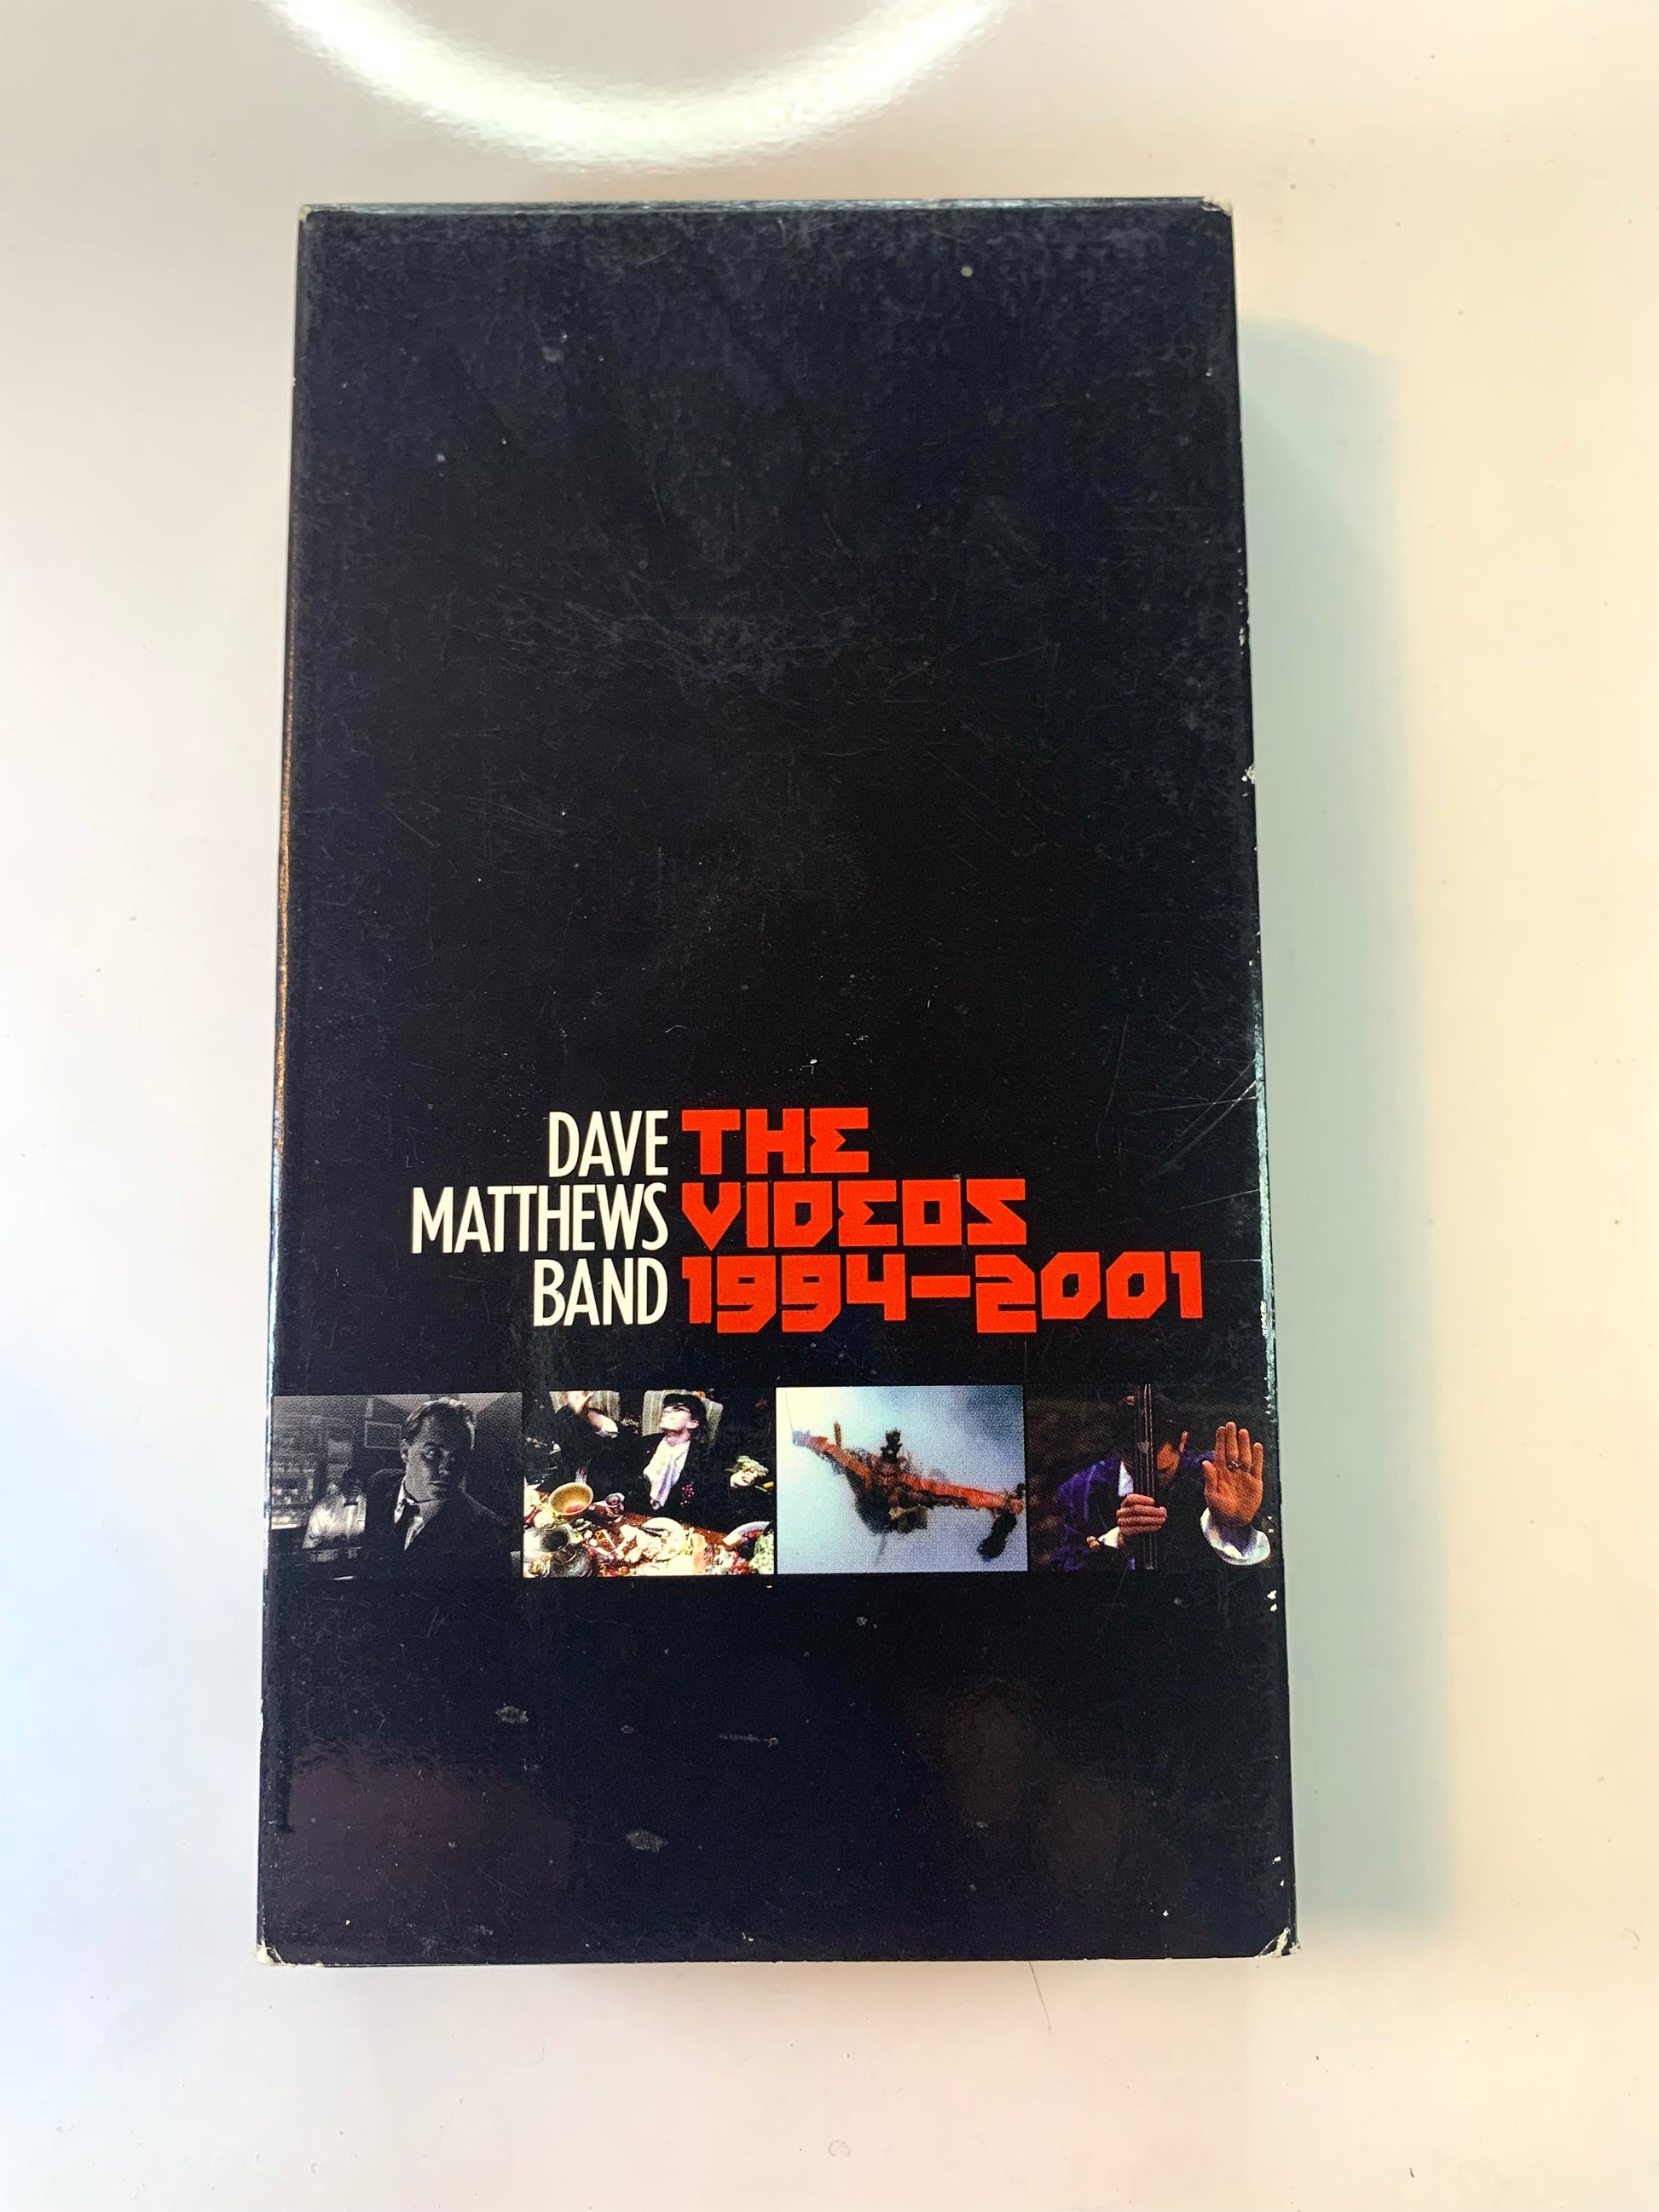 DAVE THE
MATTHEWS VIDEOS
BAND 1994-2001